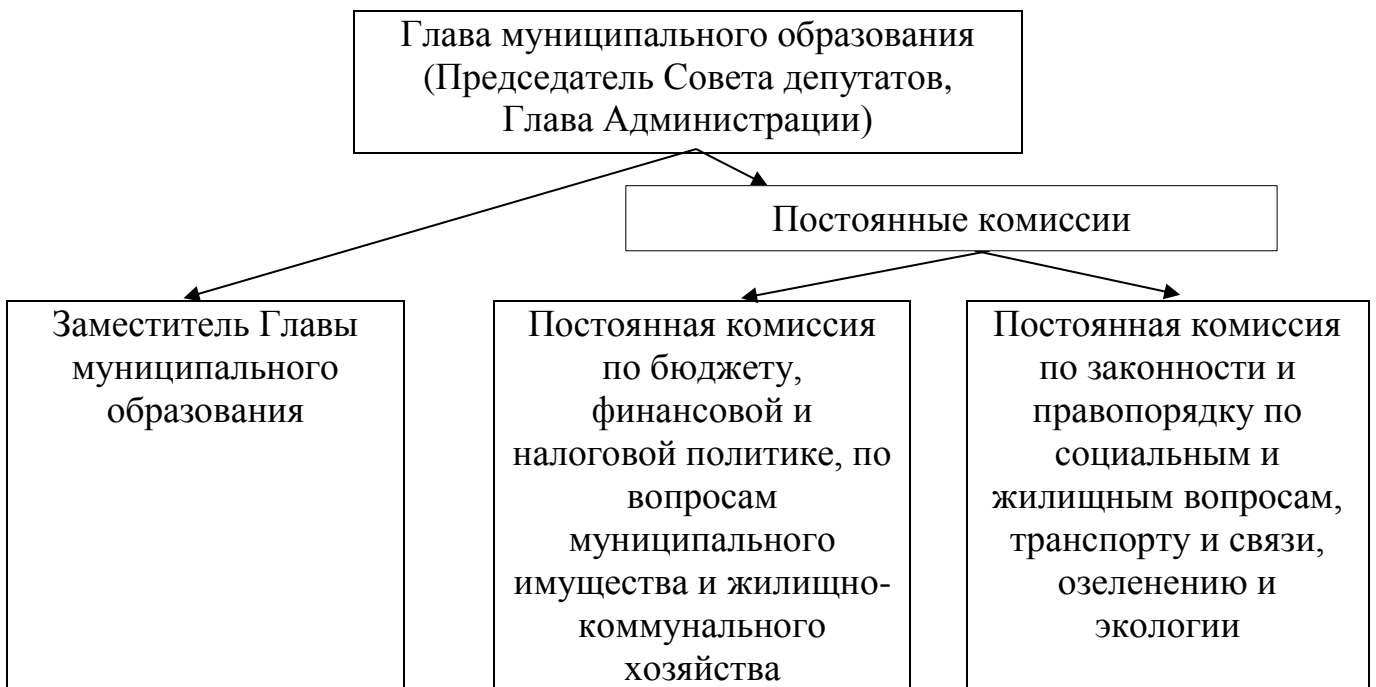 Глава муниципального образования
(Председатель Совета депутатов,
Глава Администрации)
Постоянные комиссии
Заместитель Главы
муниципального
образования
Постоянная комиссия
по бюджету,
финансовой и
налоговой политике, по
вопросам
муниципального
имущества и жилищно-
коммунального
хозяйства
Постоянная комиссия
по законности и
правопорядку по
социальным и
жилищным вопросам,
транспорту и связи,
озеленению и
экологии